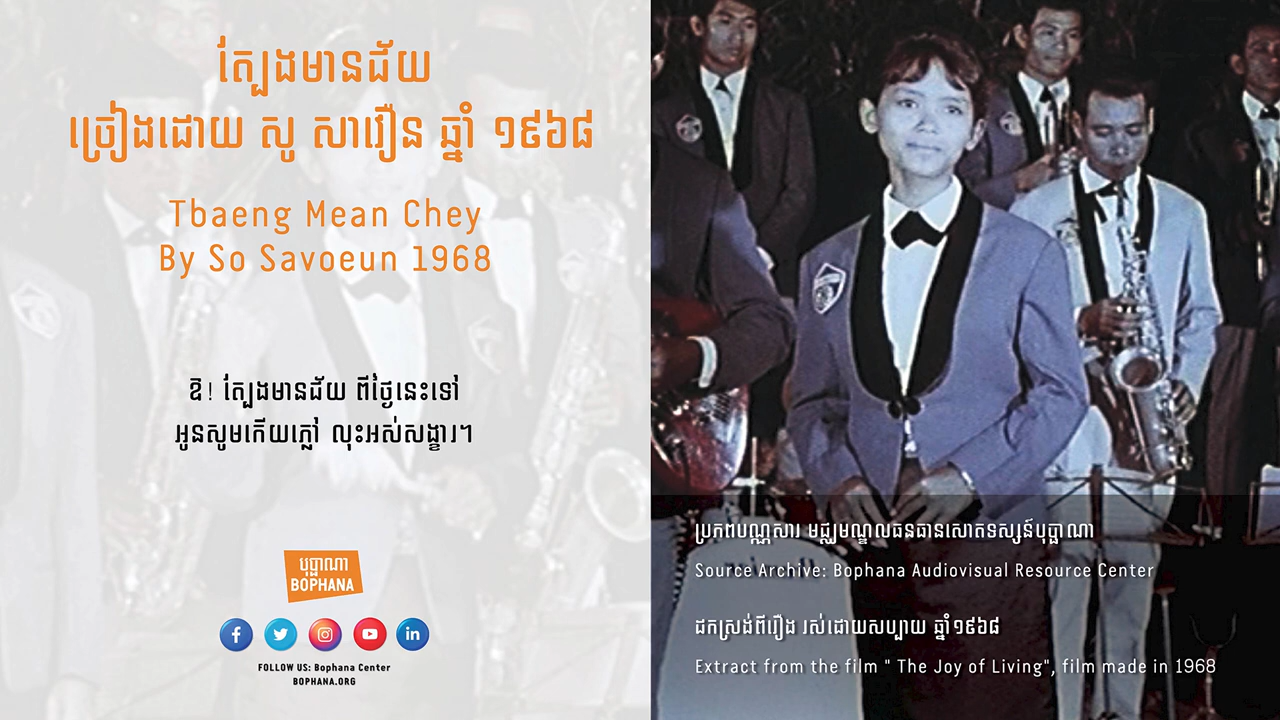 ត្បែងមានជ័យ
ច្រៀងដោយ សូ សាវឿន ឆ្នាំ ១៩៦៨
Tbaeng Mean Chey
By So Savoeun 1968
ឱ! ត្បែងមានជ័យ ពីថ្ងៃនេះទៅ
អូនសូមកើយភ្លៅ លុះអស់សង្ខារ។
បុប្ផាណា
BOPHANA
FOLLOW US: Bophana Center
BOPHANA.ORG
ប្រភពបណ្ណសារ មជ្ឈមណ្ឌលធនធានសោតទស្សន៍បុប្ផាណា
Source Archive: Bophana Audiovisual Resource Center
ដកស្រង់ពីរឿង រស់ដោយសប្បាយ ឆ្នាំ១៩៦៨
Extract from the film " The Joy of Living", film made in 1968